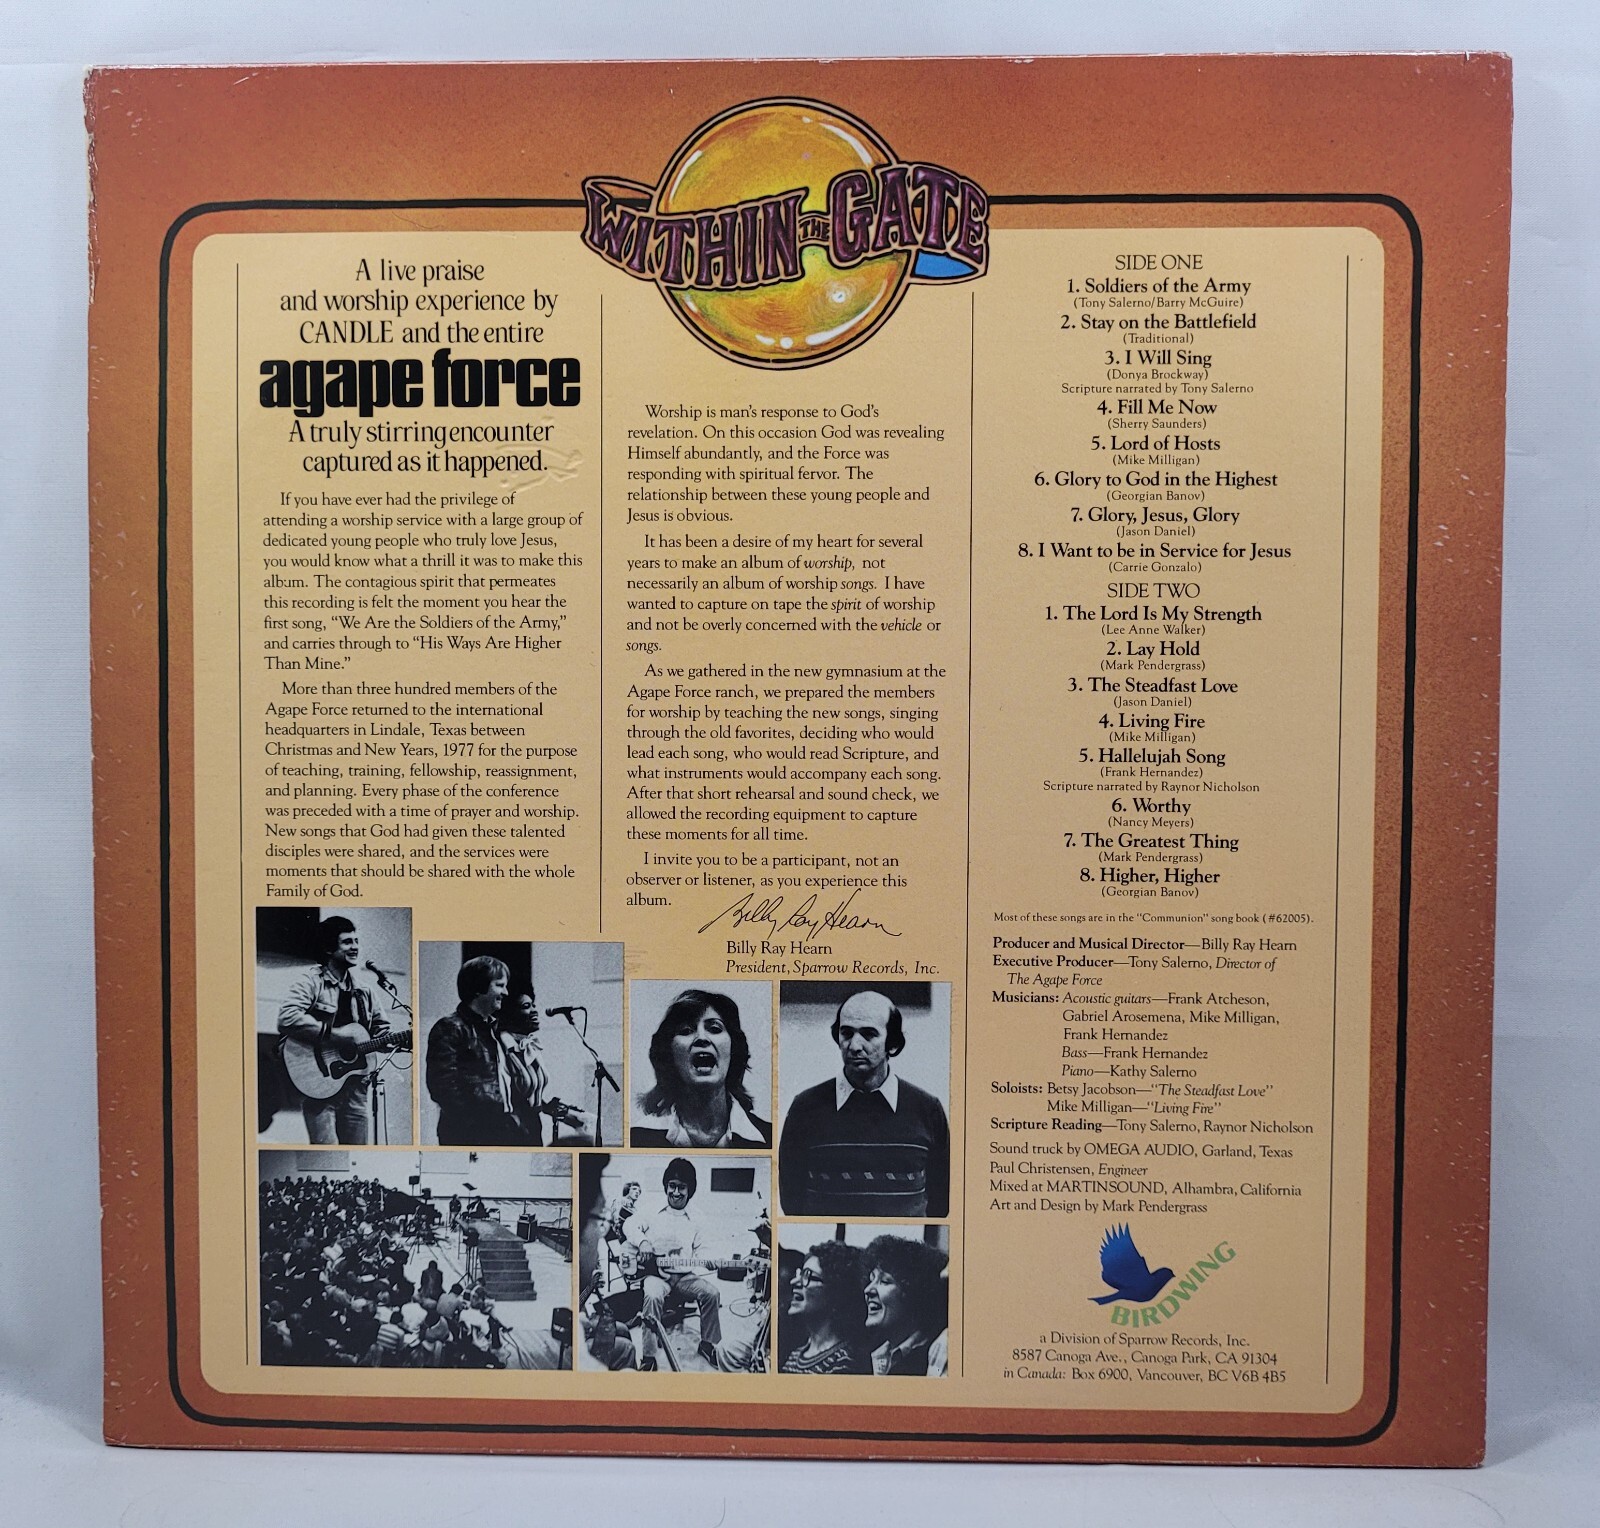 WITHIN THE GATE
A live praise
and worship experience by
CANDLE and the entire
agape force
A truly stirring encounter
captured as it happened.
If you have ever had the privilege of
attending a worship service with a large group of
dedicated young people who truly love Jesus,
you would know what a thrill it was to make this
album. The contagious spirit that permeates
this recording is felt the moment you hear the
first song, “We Are the Soldiers of the Army,”
and carries through to “His Ways Are Higher
Than Mine.”
More than three hundred members of the
Agape Force returned to the international
headquarters in Lindale, Texas between
Christmas and New Years, 1977 for the purpose
of teaching, training, fellowship, reassignment,
and planning. Every phase of the conference
was preceded with a time of prayer and worship.
New songs that God had given these talented
disciples were shared, and the services were
moments that should be shared with the whole
Family of God.
Worship is man’s response to God’s
revelation. On this occasion God was revealing
Himself abundantly, and the Force was
responding with spiritual fervor. The
relationship between these young people and
Jesus is obvious.
It has been a desire of my heart for several
years to make an album of worship, not
necessarily an album of worship songs. I have
wanted to capture on tape the spirit of worship
and not be overly concerned with the vehicle or
songs.
As we gathered in the new gymnasium at the
Agape Force ranch, we prepared the members
for worship by teaching the new songs, singing
through the old favorites, deciding who would
lead each song, who would read Scripture, and
what instruments would accompany each song.
After that short rehearsal and sound check, we
allowed the recording equipment to capture
these moments for all time.
I invite you to be a participant, not an
observer or listener, as you experience this
album.
Billy Ray Hearn
Billy Ray Hearn
President, Sparrow Records, Inc.
SIDE ONE
1. Soldiers of the Army
(Tony Salerno/Barry McGuire)
2. Stay on the Battlefield
(Traditional)
3. I Will Sing
(Donya Brockway)
Scripture narrated by Tony Salerno
4. Fill Me Now
(Sherry Saunders)
5. Lord of Hosts
(Mike Milligan)
6. Glory to God in the Highest
(Georgian Banov)
7. Glory, Jesus, Glory
(Jason Daniel)
8. I Want to be in Service for Jesus
(Carrie Gonzalo)
SIDE TWO
1. The Lord Is My Strength
(Lee Anne Walker)
2. Lay Hold
(Mark Pendergrass)
3. The Steadfast Love
(Jason Daniel)
4. Living Fire
(Mike Milligan)
5. Hallelujah Song
(Frank Hernandez)
Scripture narrated by Raynor Nicholson
6. Worthy
(Nancy Meyers)
7. The Greatest Thing
(Mark Pendergrass)
8. Higher, Higher
(Georgian Banov)
Most of these songs are in the “Communion” song book (#62005).
Producer and Musical Director—Billy Ray Hearn
Executive Producer—Tony Salerno, Director of
The Agape Force
Musicians: Acoustic guitars—Frank Atcheson,
Gabriel Arosemena, Mike Milligan,
Frank Hernandez
Bass—Frank Hernandez
Piano—Kathy Salerno
Soloists: Betsy Jacobson—“The Steadfast Love”
Mike Milligan—“Living Fire”
Scripture Reading—Tony Salerno, Raynor Nicholson
Sound truck by OMEGA AUDIO, Garland, Texas
Paul Christensen, Engineer
Mixed at MARTINSOUND, Alhambra, California
Art and Design by Mark Pendergrass
BIRDWING
a Division of Sparrow Records, Inc.
8587 Canoga Ave., Canoga Park, CA 91304
in Canada: Box 6900, Vancouver, BC V6B 4B5